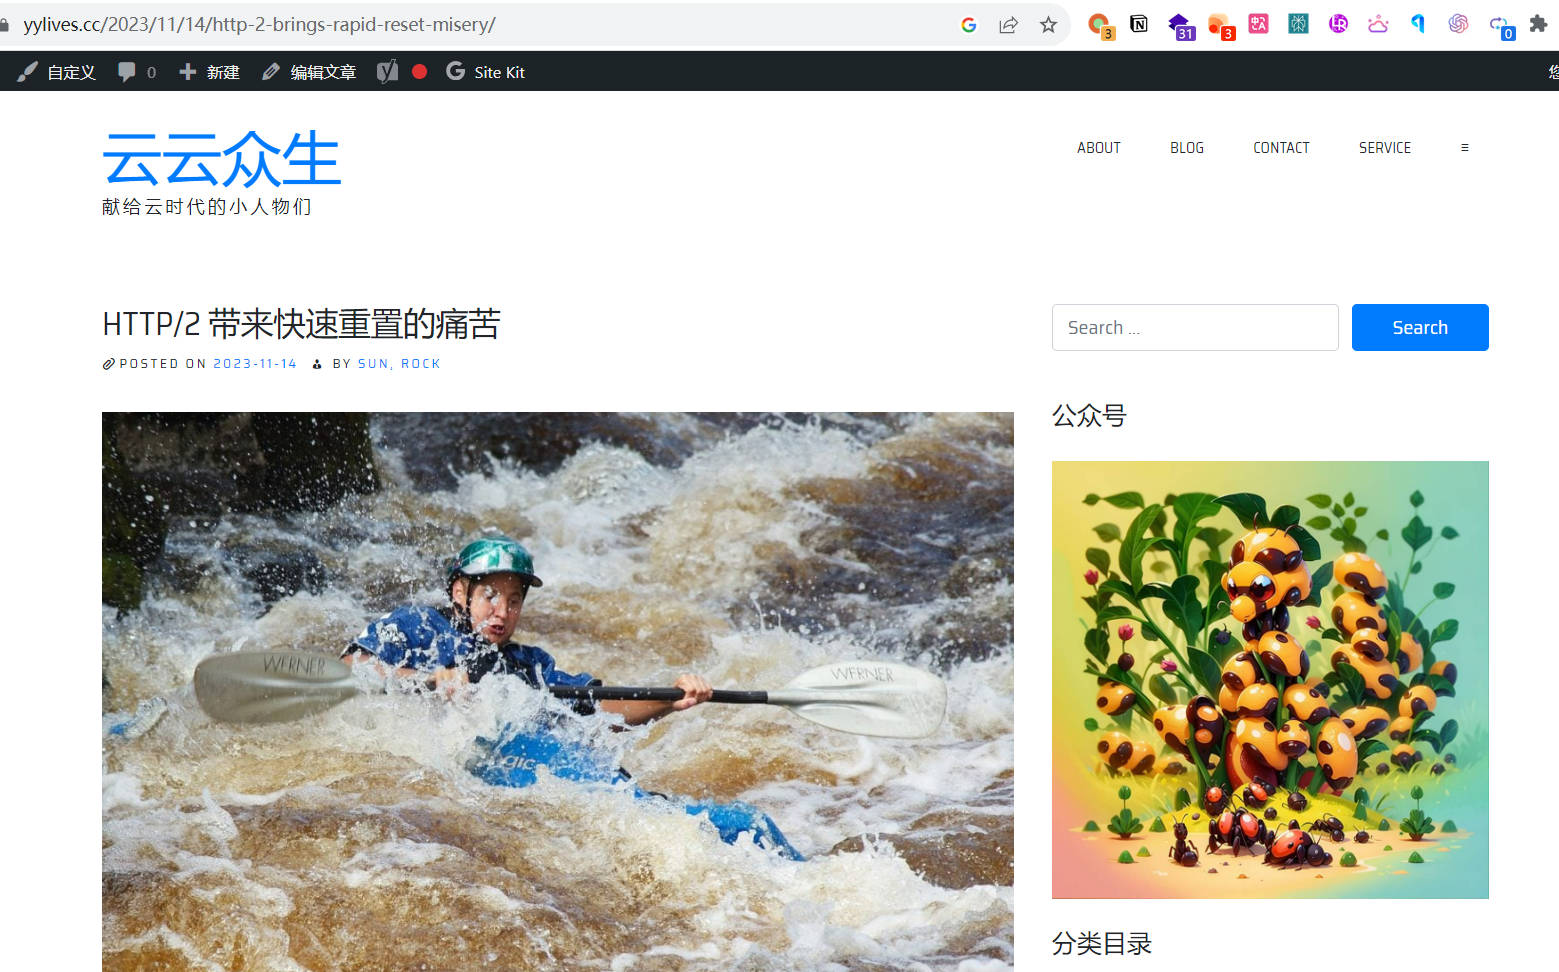 yylives.cc/2023/11/14/http-2-brings-rapid-reset-misery/
3
31
3
0
自定义 0 新建 编辑文章 Site Kit 您
云云众生
献给云时代的小人物们
ABOUT BLOG CONTACT SERVICE ≡
HTTP/2 带来快速重置的痛苦
POSTED ON 2023-11-14 BY SUN, ROCK
Search ... Search
公众号
WERNER WERNER
gic
分类目录